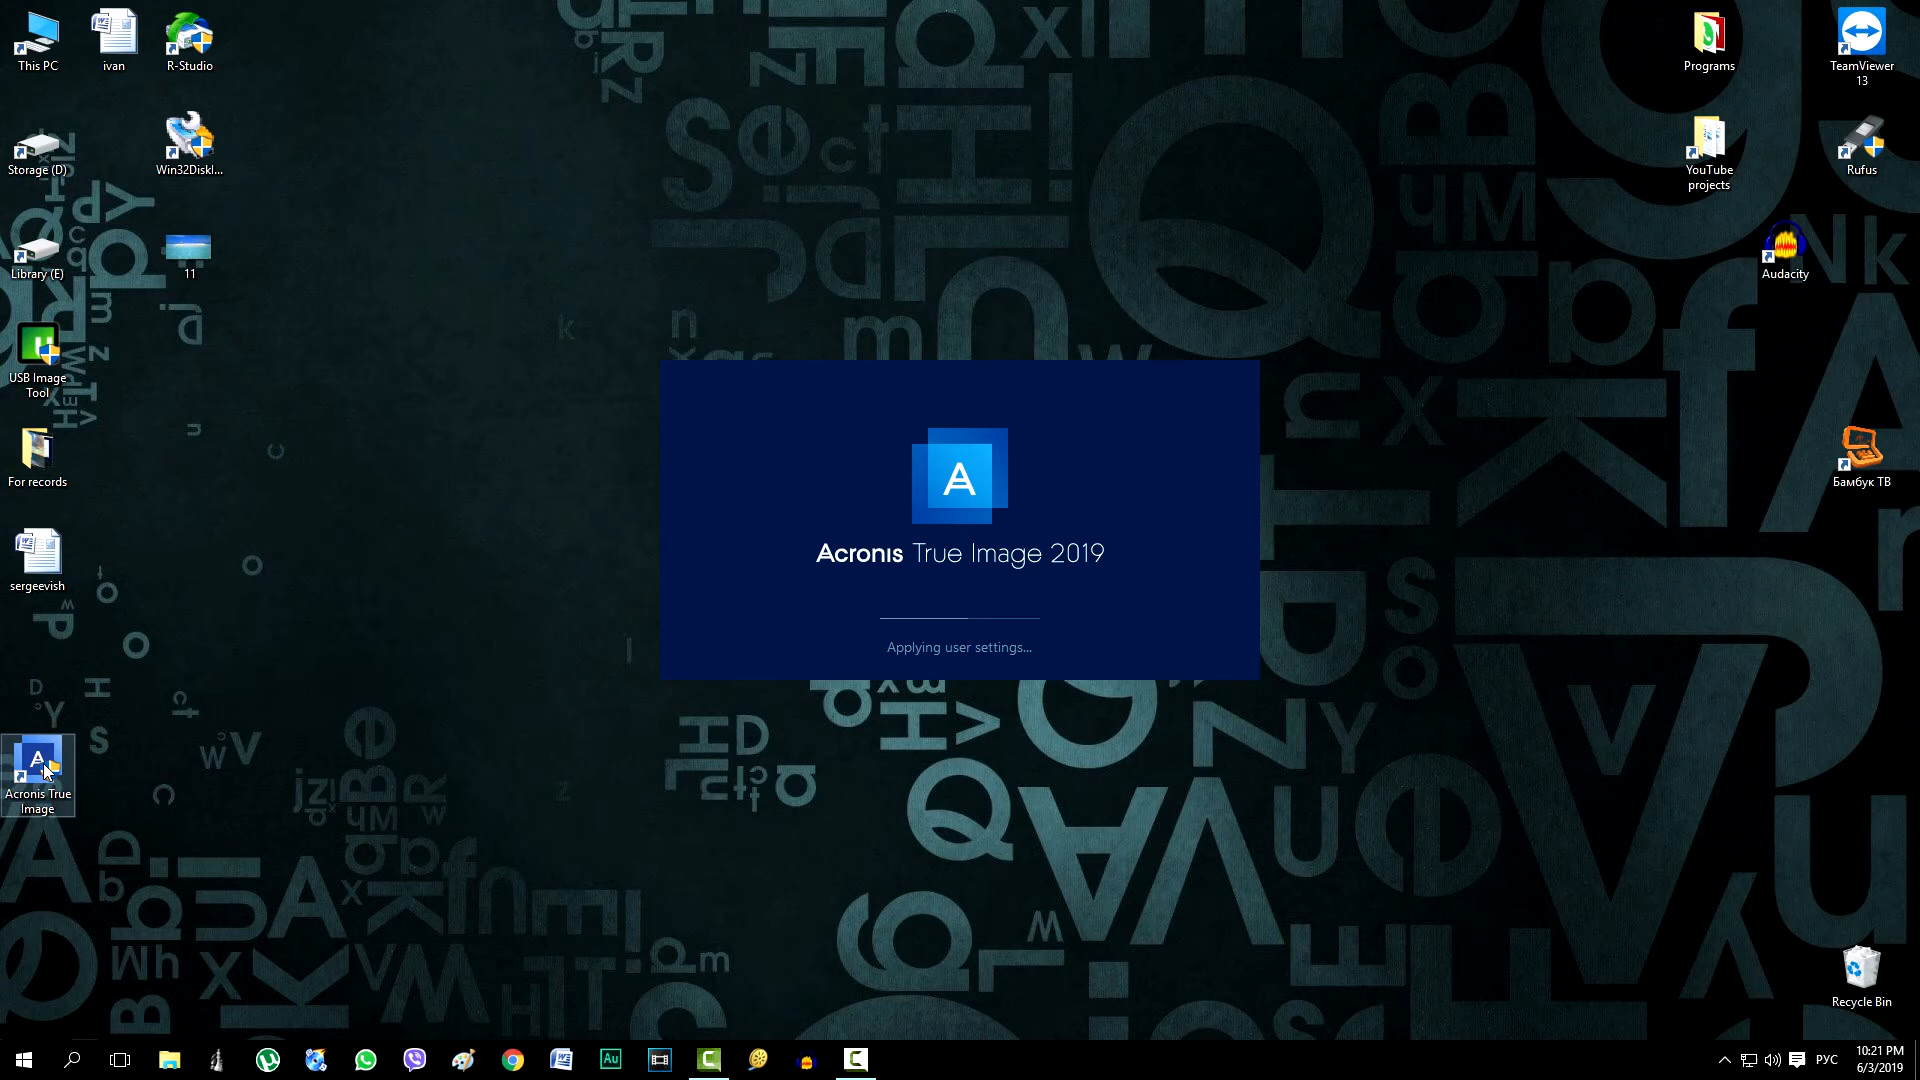 This PC
ivan
R-Studio
Programs
TeamViewer
13
Storage (D)
Win32DiskI...
YouTube
projects
Rufus
Library (E)
11
Audacity
USB Image
Tool
For records
Бамбук ТВ
sergeevish
Acronis True Image 2019
Applying user settings...
Acronis True
Image
Recycle Bin
РУС
10:21 PM
6/3/2019